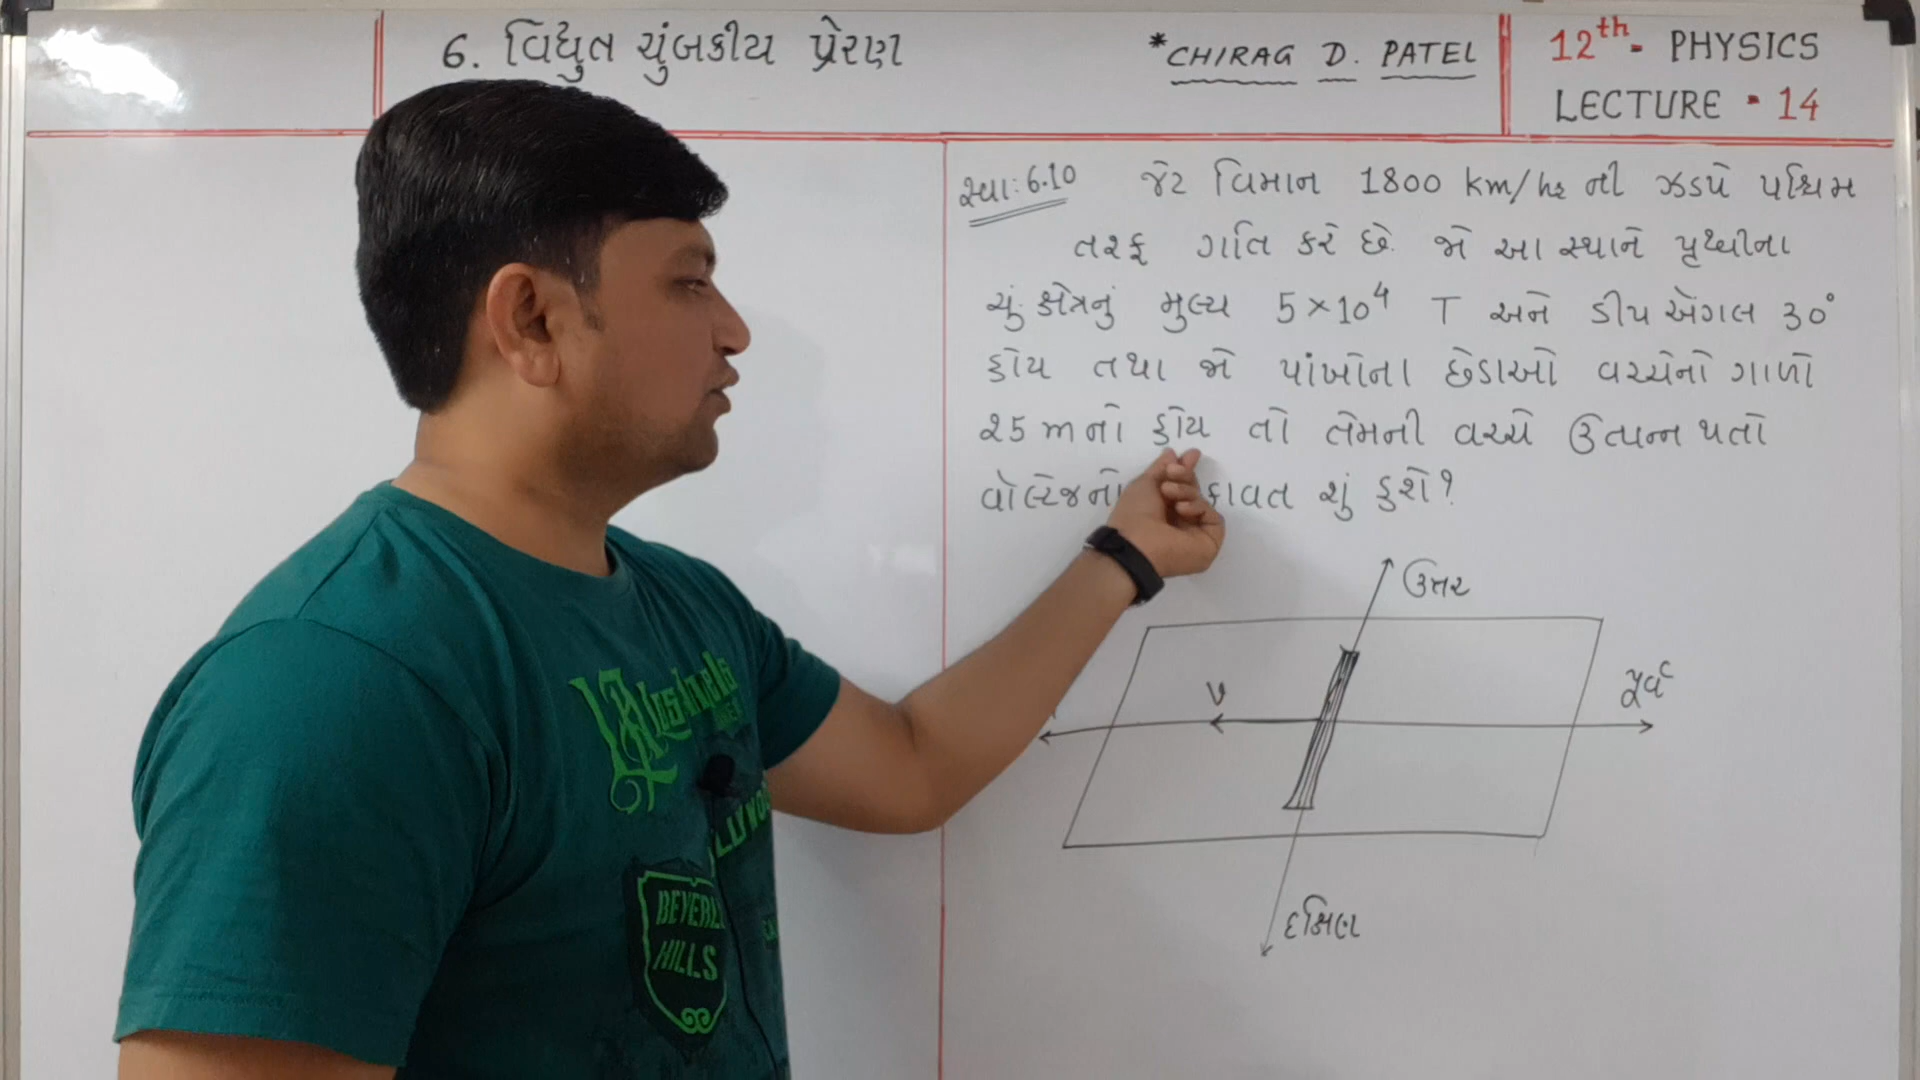 6. વિદ્યુત ચુંબકીય પ્રેરણ
*CHIRAG D. PATEL
12th - PHYSICS
LECTURE - 14
સ્વા: 6.10 જેટ વિમાન 1800 km/hr ની ઝડપે પશ્ચિમ
તરફ ગતિ કરે છે. જો આ સ્થાને પૃથ્વીના
ચું. ક્ષેત્રનું મુલ્ય 5×10⁴ T અને ડીપ એંગલ 30°
હોય તથા જો પાંખોના છેડાઓ વચ્ચેનો ગાળો
25 m નો હોય તો તેમની વચ્ચે ઉત્પન્ન થતો
વોલ્ટેજનો શું હશે?
ઉત્તર
પૂર્વ
v
દક્ષિણ
BEVERL
HILLS